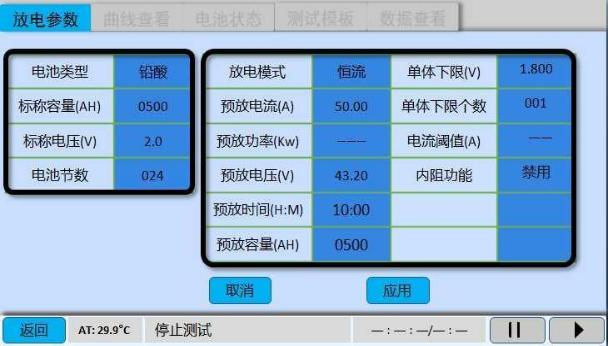 放电参数 曲线查看 电池状态 测试模板 数据查看
电池类型 铅酸
标称容量(AH) 0500
标称电压(V) 2.0
电池节数 024
放电模式 恒流 单体下限(V) 1.800
预放电流(A) 50.00 单体下限个数 001
预放功率(Kw) ---- 电流阈值(A) ---
预放电压(V) 43.20 内阻功能 禁用
预放时间(H:M) 10:00
预放容量(AH) 0500
取消 应用
返回 AT: 29.9°C 停止测试 — : — : —/— : —